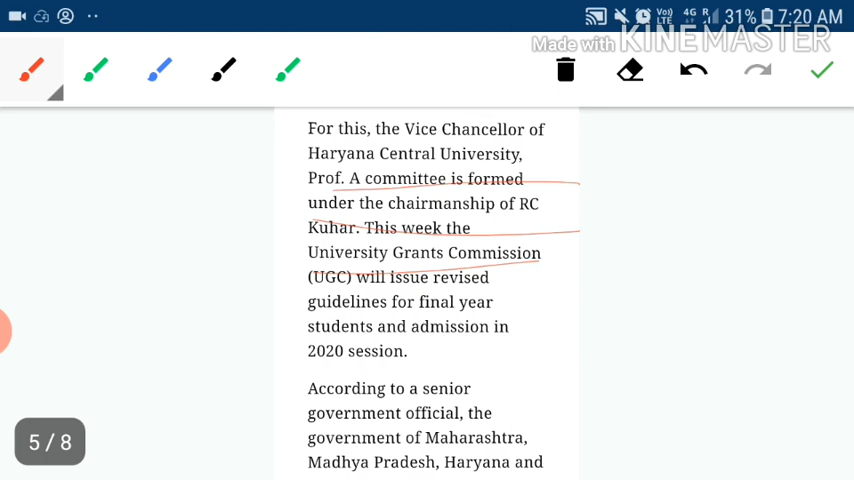 Vo))
LTE
4G
R
31%
7:20 AM
Made with KINEMASTER
For this, the Vice Chancellor of
Haryana Central University,
Prof. A committee is formed
under the chairmanship of RC
Kuhar. This week the
University Grants Commission
(UGC) will issue revised
guidelines for final year
students and admission in
2020 session.
According to a senior
government official, the
government of Maharashtra,
Madhya Pradesh, Haryana and
5 / 8